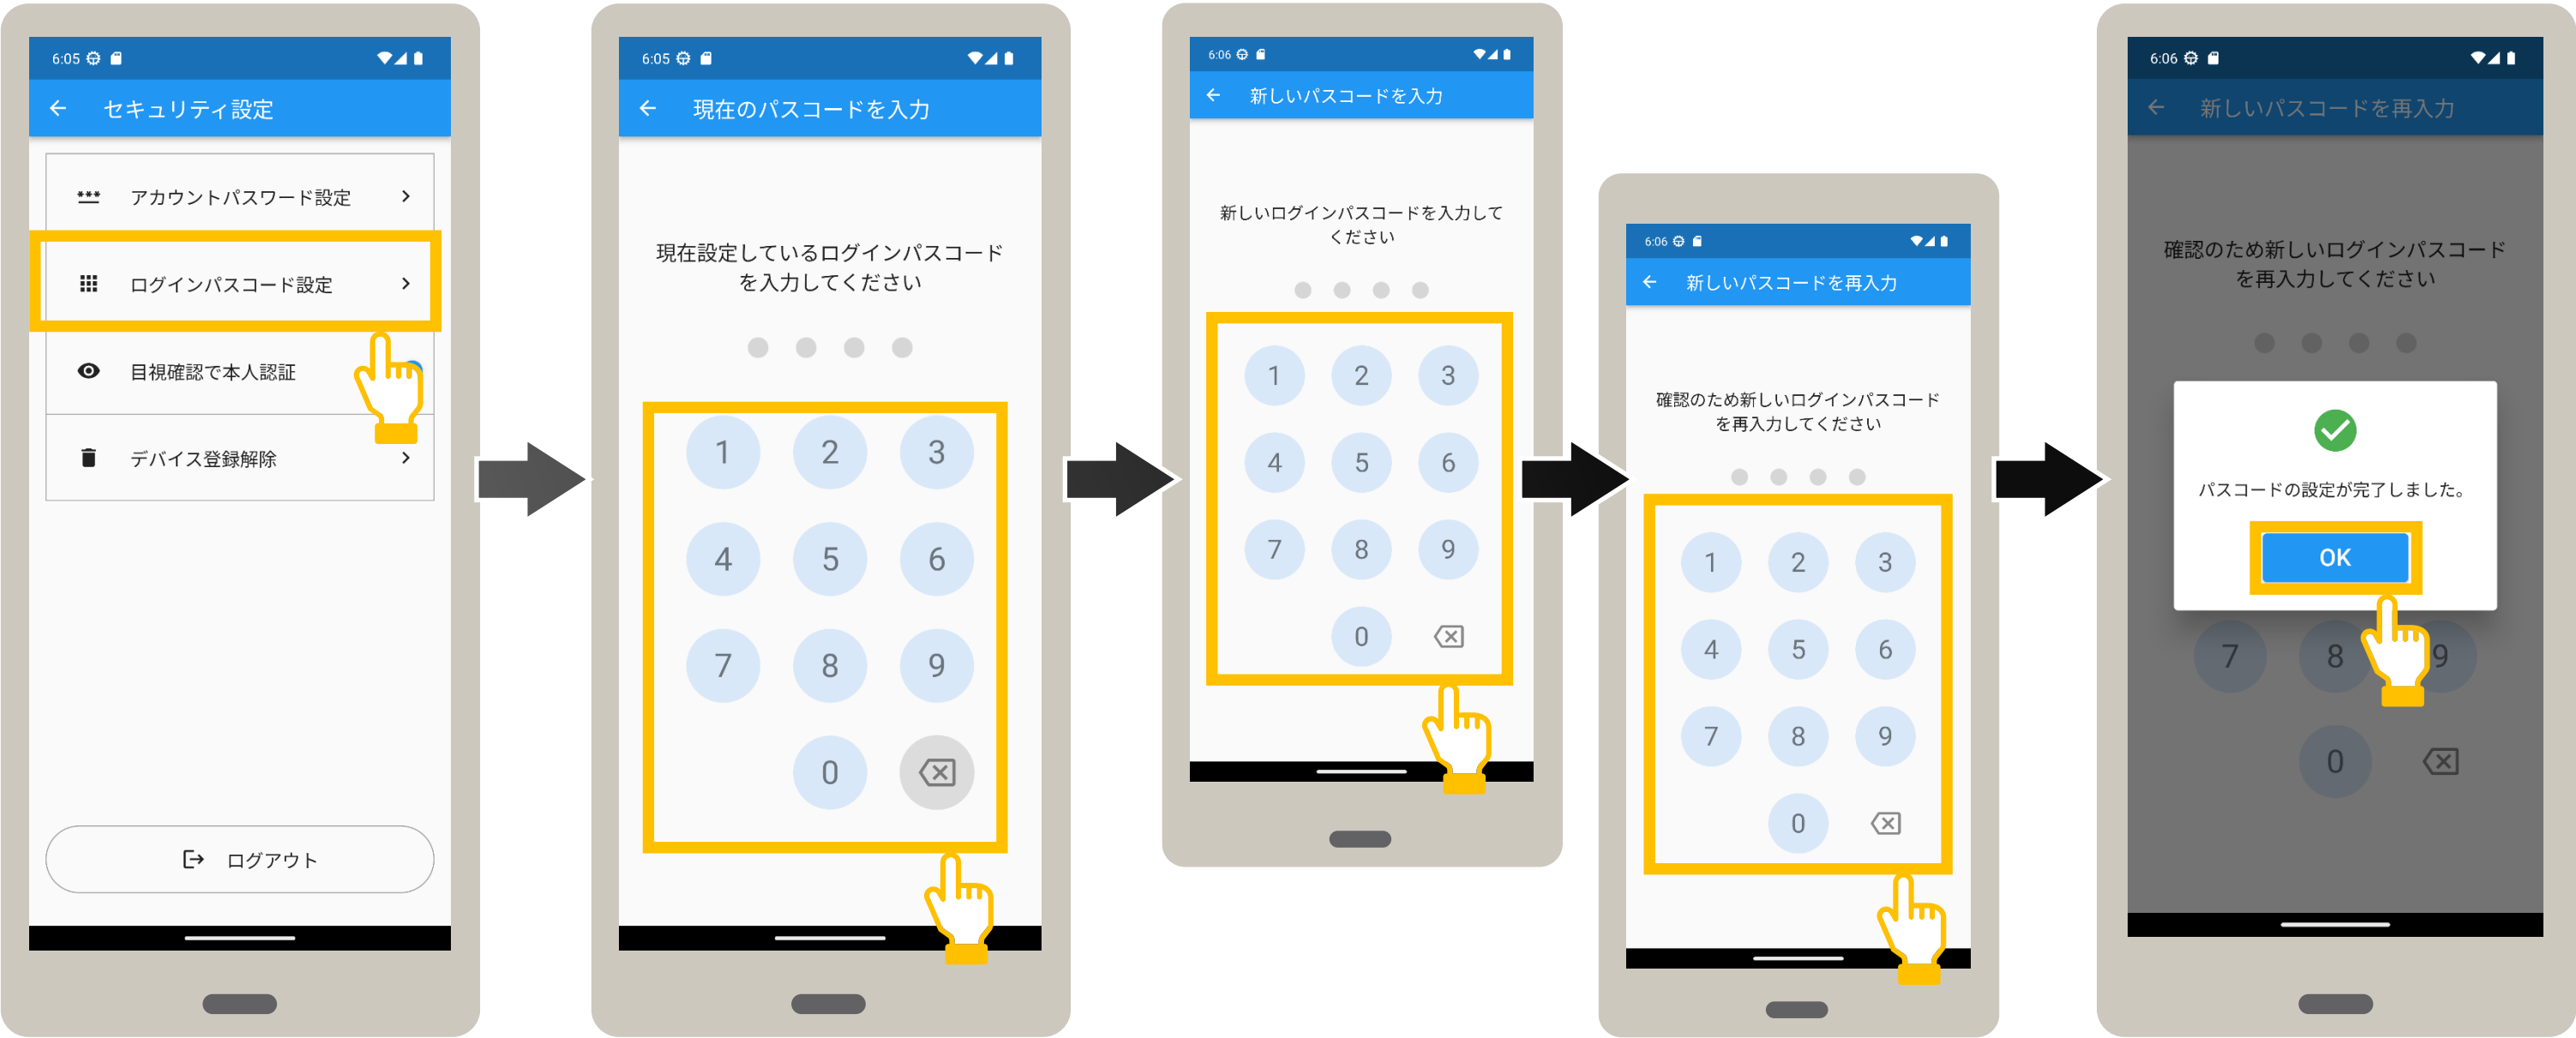 6:05
セキュリティ設定
アカウントパスワード設定
ログインパスコード設定
目視確認で本人認証
デバイス登録解除
ログアウト
6:05
現在のパスコードを入力
現在設定しているログインパスコード
を入力してください
1 2 3
4 5 6
7 8 9
0
6:06
新しいパスコードを入力
新しいログインパスコードを入力して
ください
1 2 3
4 5 6
7 8 9
0
6:06
新しいパスコードを再入力
確認のため新しいログインパスコード
を再入力してください
1 2 3
4 5 6
7 8 9
0
6:06
新しいパスコードを再入力
確認のため新しいログインパスコード
を再入力してください
パスコードの設定が完了しました。
OK
7 8 9
0